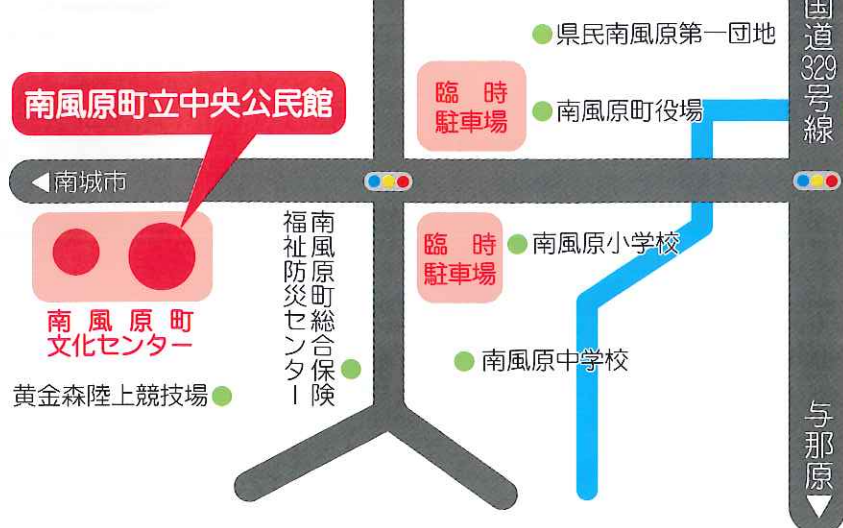 国道329号線
県民南風原第一団地
南風原町立中央公民館
臨時
駐車場
南風原町役場
◀南城市
南風原町総合保険
福祉防災センター
臨時
駐車場
南風原小学校
南風原町
文化センター
南風原中学校
黄金森陸上競技場
与那原▼